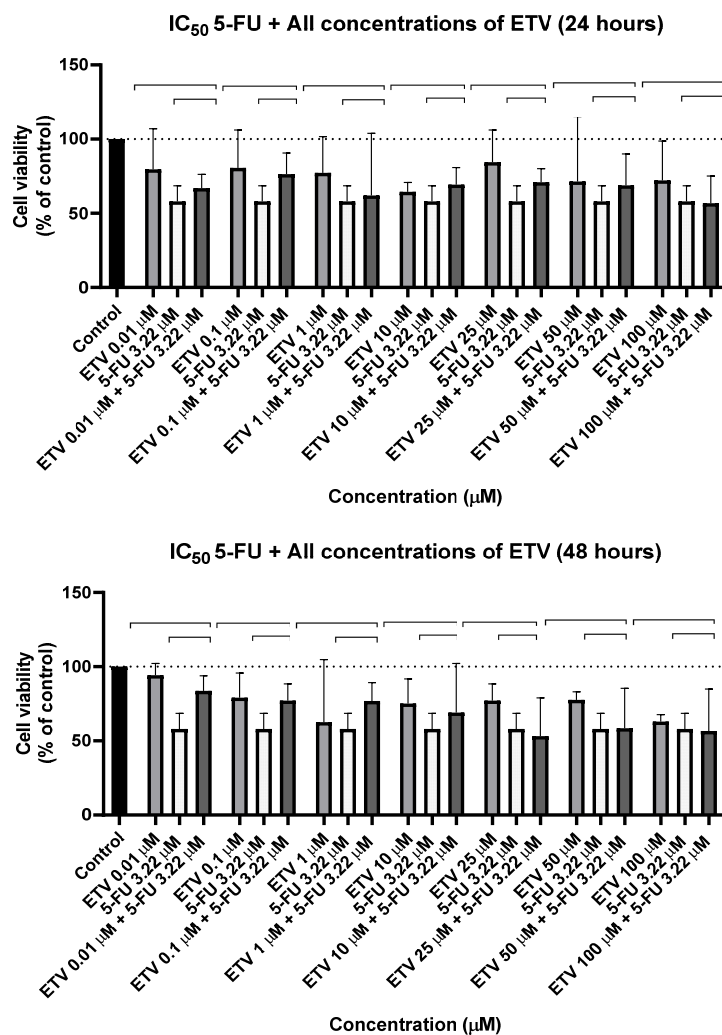 IC50 5-FU + All concentrations of ETV (24 hours)
150
100
50
0
Cell viability
(% of control)
Control
ETV 0.01 μM
5-FU 3.22 μM
ETV 0.01 μM + 5-FU 3.22 μM
ETV 0.1 μM
5-FU 3.22 μM
ETV 0.1 μM + 5-FU 3.22 μM
ETV 1 μM
5-FU 3.22 μM
ETV 1 μM + 5-FU 3.22 μM
ETV 10 μM
5-FU 3.22 μM
ETV 10 μM + 5-FU 3.22 μM
ETV 25 μM
5-FU 3.22 μM
ETV 25 μM + 5-FU 3.22 μM
ETV 50 μM
5-FU 3.22 μM
ETV 50 μM + 5-FU 3.22 μM
ETV 100 μM
5-FU 3.22 μM
ETV 100 μM + 5-FU 3.22 μM
Concentration (μM)
IC50 5-FU + All concentrations of ETV (48 hours)
150
100
50
0
Cell viability
(% of control)
Control
ETV 0.01 μM
5-FU 3.22 μM
ETV 0.01 μM + 5-FU 3.22 μM
ETV 0.1 μM
5-FU 3.22 μM
ETV 0.1 μM + 5-FU 3.22 μM
ETV 1 μM
5-FU 3.22 μM
ETV 1 μM + 5-FU 3.22 μM
ETV 10 μM
5-FU 3.22 μM
ETV 10 μM + 5-FU 3.22 μM
ETV 25 μM
5-FU 3.22 μM
ETV 25 μM + 5-FU 3.22 μM
ETV 50 μM
5-FU 3.22 μM
ETV 50 μM + 5-FU 3.22 μM
ETV 100 μM
5-FU 3.22 μM
ETV 100 μM + 5-FU 3.22 μM
Concentration (μM)